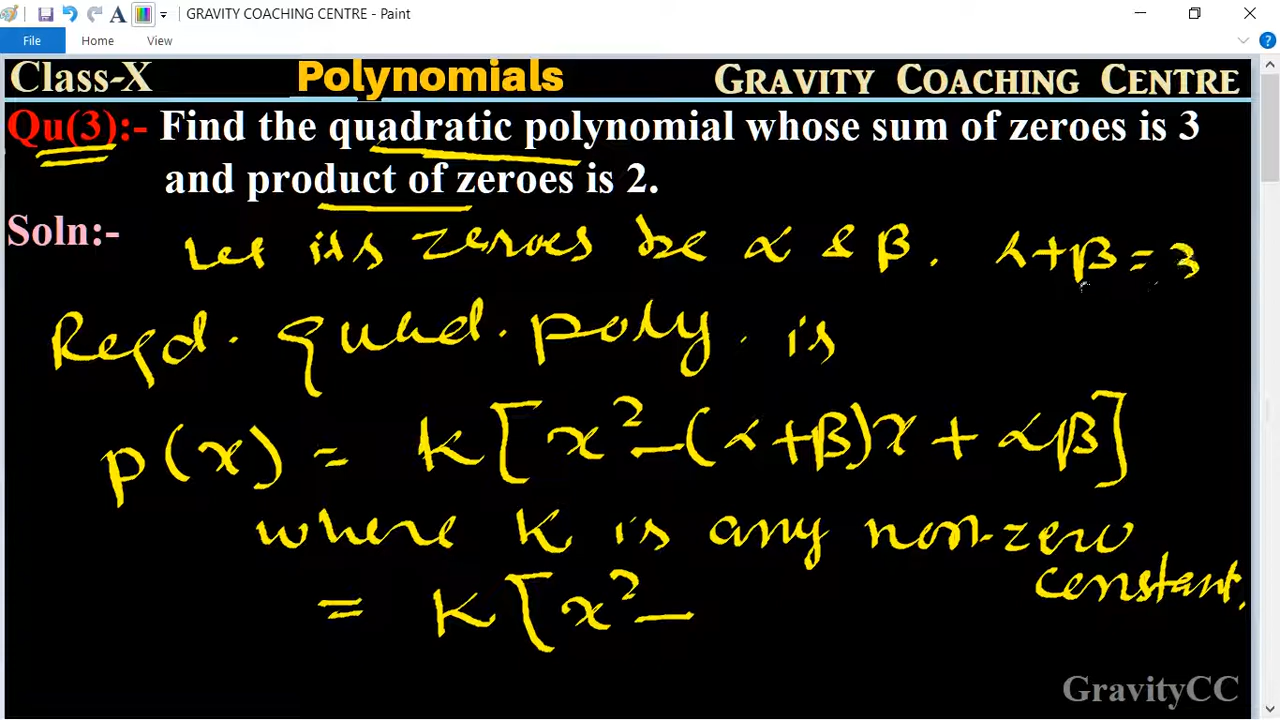 GRAVITY COACHING CENTRE - Paint
File Home View
Class-X Polynomials GRAVITY COACHING CENTRE
Qu(3):- Find the quadratic polynomial whose sum of zeroes is 3
and product of zeroes is 2.
Soln:- Let its zeroes be α & β. α+β=3
Reqd. quad. poly. is
p(x) = k[x²-(α+β)x + αβ]
where k is any non-zero
constant.
= k[x²-
GravityCC